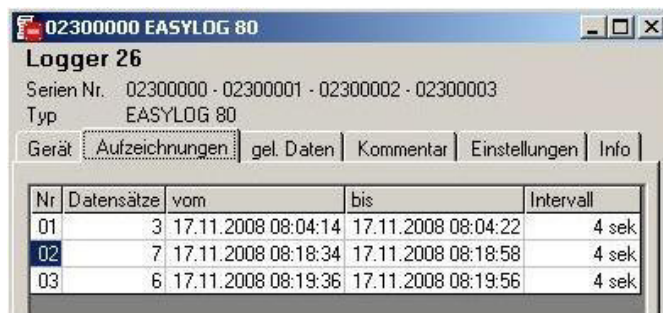 02300000 EASYLOG 80
Logger 26
Serien Nr. 02300000 - 02300001 - 02300002 - 02300003
Typ EASYLOG 80
Gerät Aufzeichnungen gel. Daten Kommentar Einstellungen Info
Nr Datensätze vom bis Intervall
01 3 17.11.2008 08:04:14 17.11.2008 08:04:22 4 sek
02 7 17.11.2008 08:18:34 17.11.2008 08:18:58 4 sek
03 6 17.11.2008 08:19:36 17.11.2008 08:19:56 4 sek